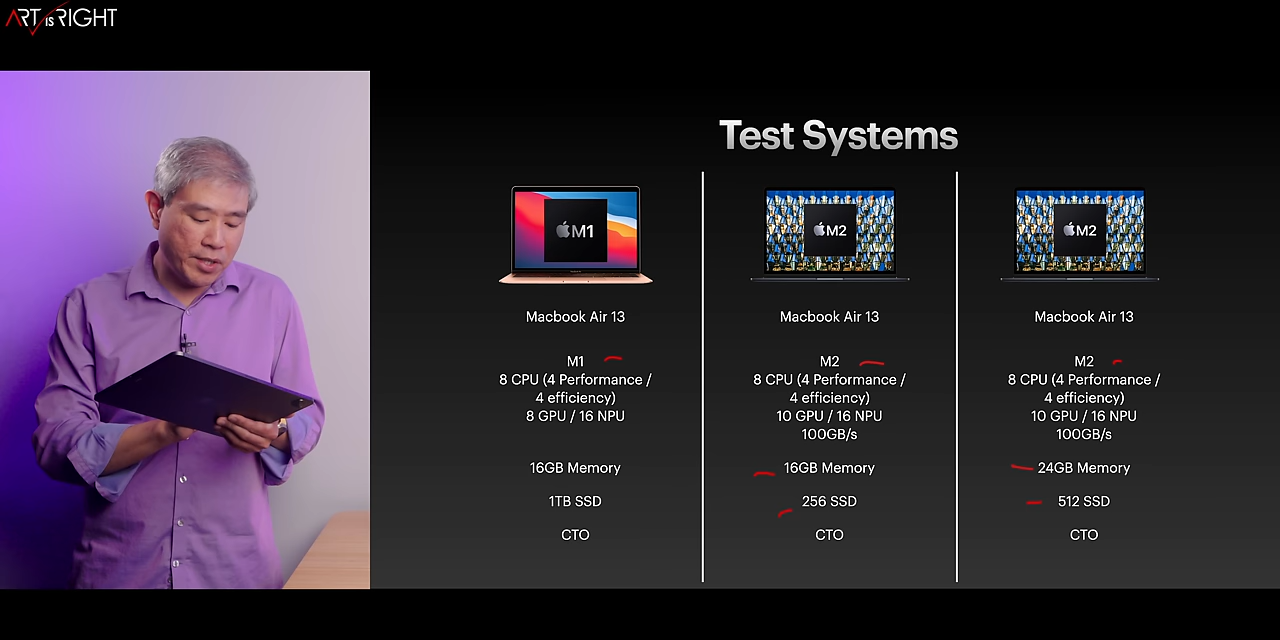 ART IS RIGHT
Test Systems
M1
Macbook Air 13
M1
8 CPU (4 Performance /
4 efficiency)
8 GPU / 16 NPU
16GB Memory
1TB SSD
CTO
M2
Macbook Air 13
M2
8 CPU (4 Performance /
4 efficiency)
10 GPU / 16 NPU
100GB/s
16GB Memory
256 SSD
CTO
M2
Macbook Air 13
M2
8 CPU (4 Performance /
4 efficiency)
10 GPU / 16 NPU
100GB/s
24GB Memory
512 SSD
CTO